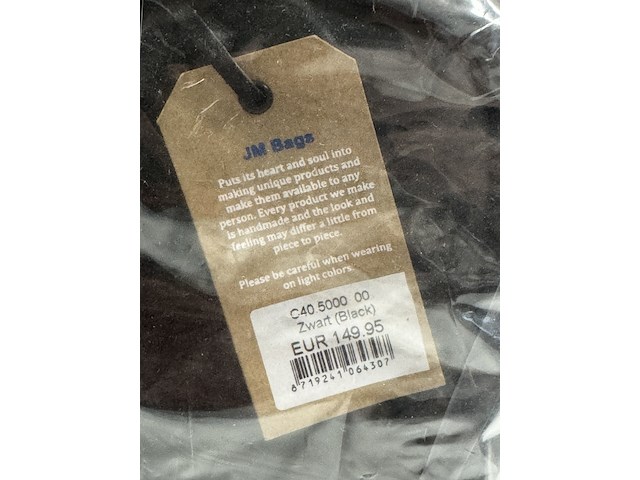 JM Bags
Puts its heart and soul into
making unique products and
make them available to any
person. Every product we make
is handmade and the look and
feeling may differ a little from
piece to piece.
Please be careful when wearing
on light colors.
C40.5000 00
Zwart (Black)
EUR 149.95
8719241064307